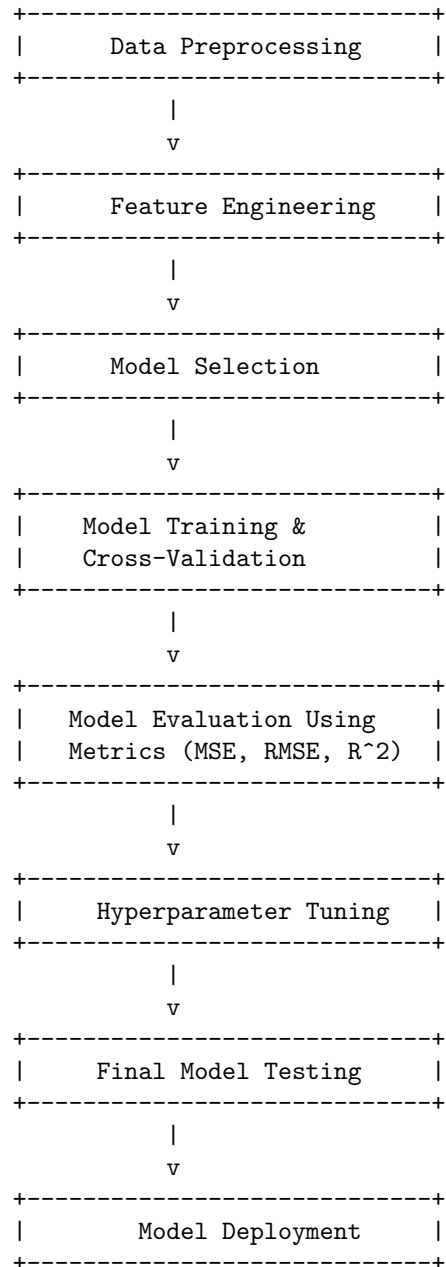 Data Preprocessing
Feature Engineering
Model Selection
Model Training &
Cross-Validation
Model Evaluation Using
Metrics (MSE, RMSE, R^2)
Hyperparameter Tuning
Final Model Testing
Model Deployment